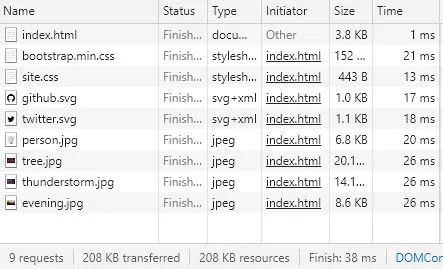 Name Status Type Initiator Size Time
index.html Finish... docu... Other 3.8 KB 1 ms
bootstrap.min.css Finish... stylesh... index.html 152 ... 21 ms
site.css Finish... stylesh... index.html 443 B 13 ms
github.svg Finish... svg+xml index.html 1.0 KB 17 ms
twitter.svg Finish... svg+xml index.html 1.1 KB 18 ms
person.jpg Finish... jpeg index.html 6.8 KB 20 ms
tree.jpg Finish... jpeg index.html 20.1... 26 ms
thunderstorm.jpg Finish... jpeg index.html 14.1... 26 ms
evening.jpg Finish... jpeg index.html 8.6 KB 26 ms
9 requests 208 KB transferred 208 KB resources Finish: 38 ms DOMCon